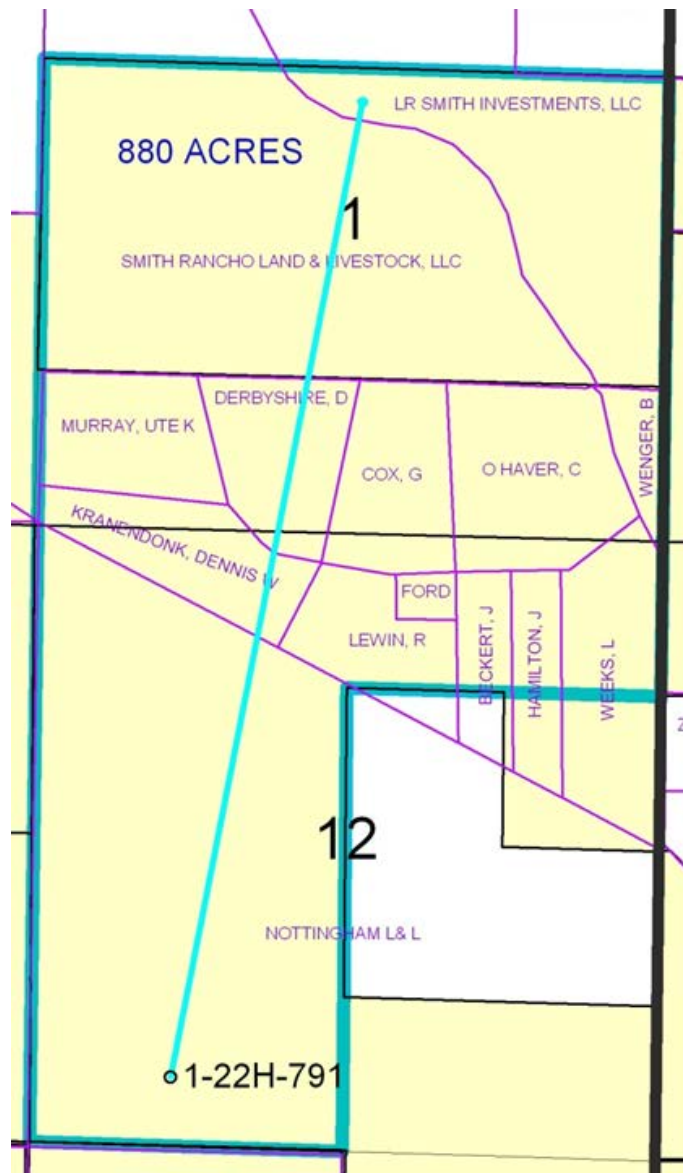 LR SMITH INVESTMENTS, LLC
880 ACRES
1
SMITH RANCHO LAND & LIVESTOCK, LLC
DERBYSHIRE, D
MURRAY, UTE K
COX, G
O HAVER, C
WENGER, B
KRANENDONK, DENNIS W
FORD
LEWIN, R
BECKERT, J
HAMILTON, J
WEEKS, L
Z
12
NOTTINGHAM L& L
1-22H-791